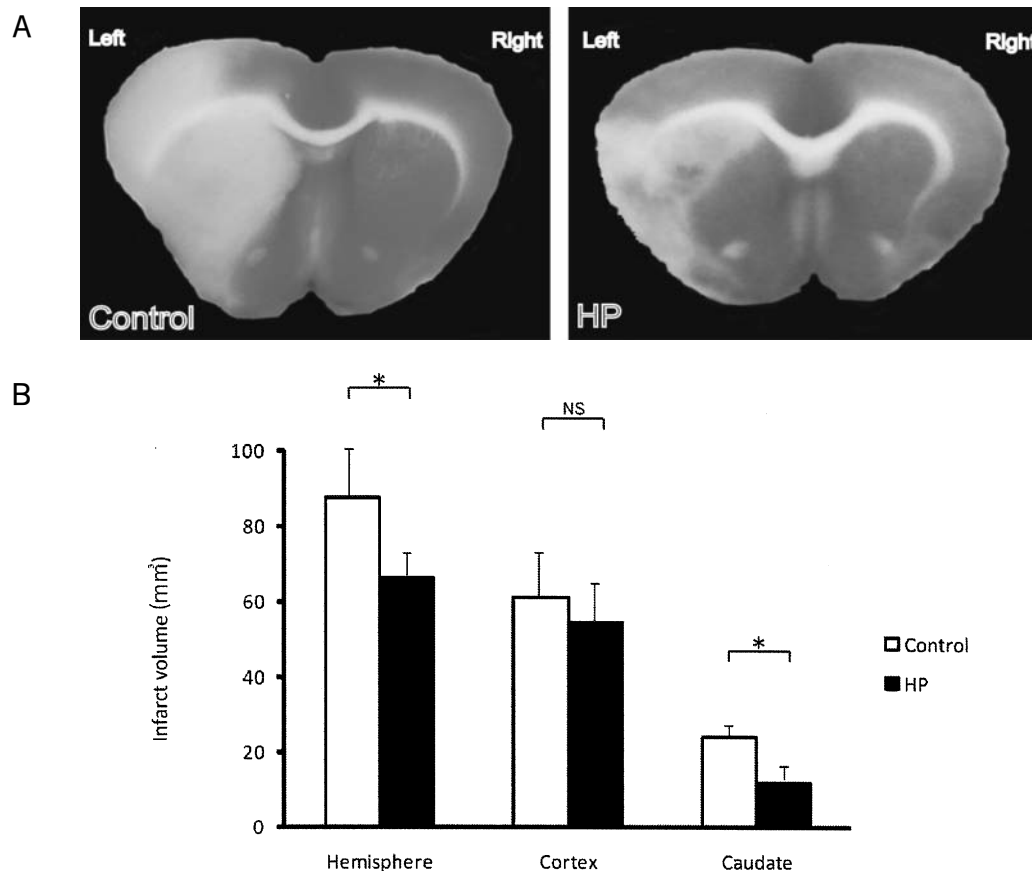 A
Left Right
Control
Left Right
HP
B
* NS *
100
80
60
40
20
0
Infarct volume (mm³)
Hemisphere Cortex Caudate
Control
HP